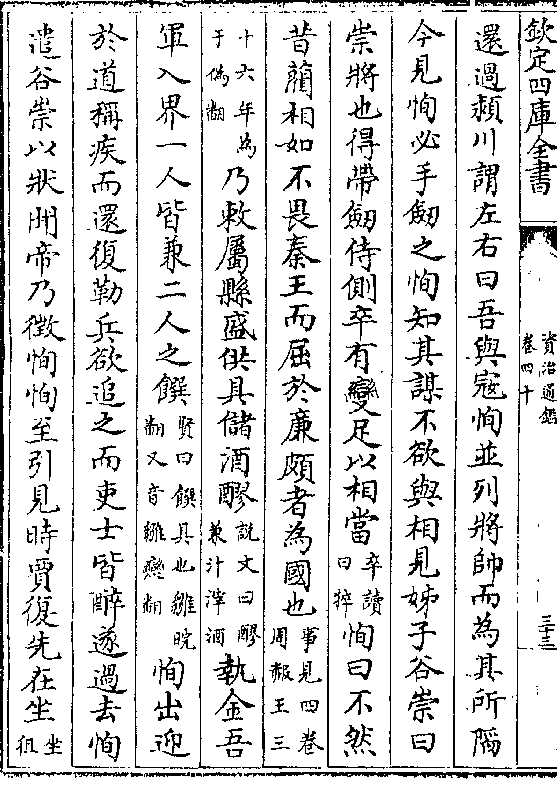 欽定四庫全書
資治通鑑
卷四十
三十三
還過潁川謂左右曰吾與寇恂並列將帥而為其所陷
今見恂必手劒之恂知其謀不欲與相見姊子谷崇曰
崇將也得帶劒侍側卒有變足以相當卒讀曰猝恂曰不然
昔藺相如不畏秦王而屈於廉頗者為國也事見四卷周赧王三
十六年為于偽翻乃敕屬縣盛供具儲酒醪說文曰醪兼汁滓酒執金吾
軍入界一人皆兼二人之饌賢曰饌具也雛睆翻又音雛戀翻恂出迎
於道稱疾而還復勒兵欲追之而吏士皆醉遂過去恂
遣谷崇以狀聞帝乃徵恂恂至引見時賈復先在坐坐徂